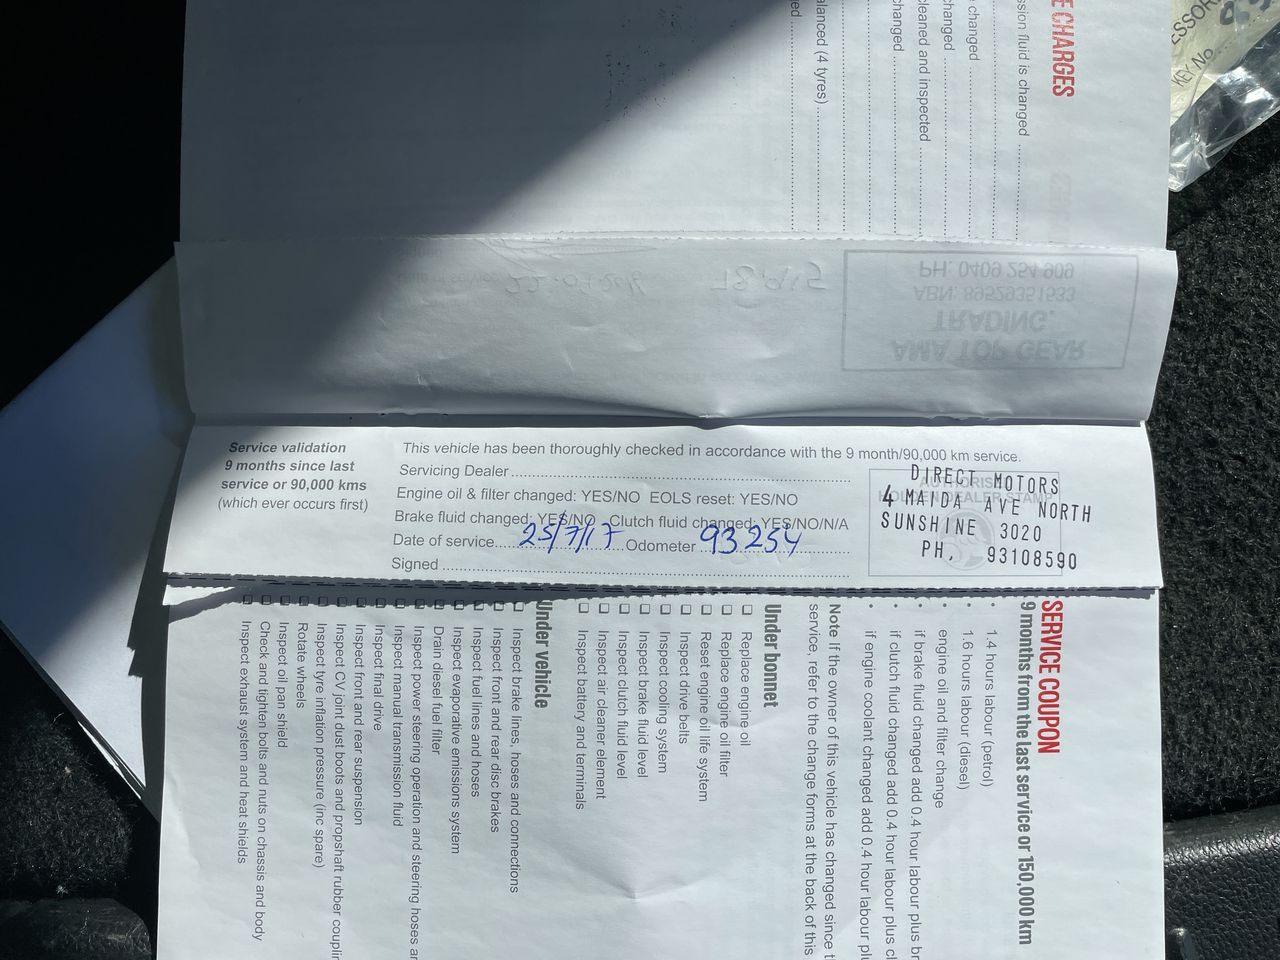 E CHARGES
ssion fluid is changed
e changed
changed
cleaned and inspected
changed
alanced (4 tyres)
ed
ESSOR
KEY No.
PH: 0409 254 909
ABN: 89529351533
TRADING.
AMA TOP GEAR
Service validation
9 months since last
service or 90,000 kms
(which ever occurs first)
This vehicle has been thoroughly checked in accordance with the 9 month/90,000 km service.
Servicing Dealer
Engine oil & filter changed: YES/NO EOLS reset: YES/NO
Brake fluid changed: YES/NO Clutch fluid changed: YES/NO/N/A
Date of service 25/7/17 Odometer 93254
Signed
AUTHORISED
HOLDEN DEALER STAMP
DIRECT MOTORS
4 MAIDA AVE NORTH
SUNSHINE 3020
PH. 93108590
SERVICE COUPON
9 months from the last service or 150,000 km
• 1.4 hours labour (petrol)
• 1.6 hours labour (diesel)
• engine oil and filter change
• if brake fluid changed add 0.4 hour labour plus br
• if clutch fluid changed add 0.4 hour labour plus cl
• if engine coolant changed add 0.4 hour labour plu
Note If the owner of this vehicle has changed since t
service, refer to the change forms at the back of this
Under bonnet
Replace engine oil
Replace engine oil filter
Reset engine oil life system
Inspect drive belts
Inspect cooling system
Inspect brake fluid level
Inspect clutch fluid level
Inspect air cleaner element
Inspect battery and terminals
Under vehicle
Inspect brake lines, hoses and connections
Inspect front and rear disc brakes
Inspect fuel lines and hoses
Inspect evaporative emissions system
Drain diesel fuel filter
Inspect power steering operation and steering hoses ar
Inspect manual transmission fluid
Inspect final drive
Inspect front and rear suspension
Inspect CV joint dust boots and propshaft rubber couplin
Inspect tyre inflation pressure (inc spare)
Rotate wheels
Inspect oil pan shield
Check and tighten bolts and nuts on chassis and body
Inspect exhaust system and heat shields